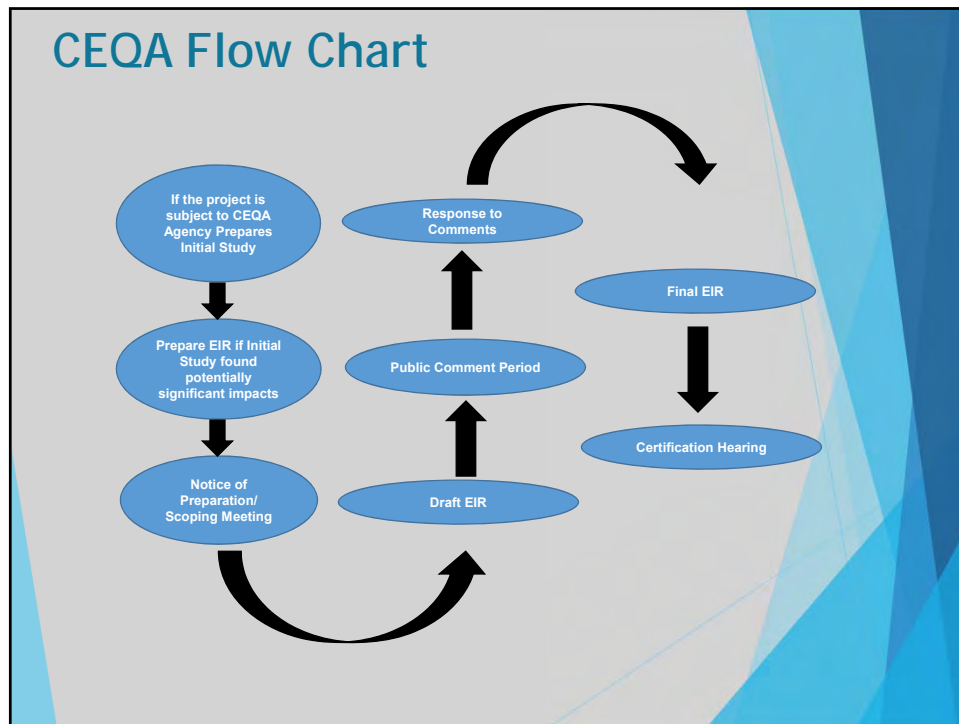 CEQA Flow Chart
If the project is
subject to CEQA
Agency Prepares
Initial Study
Prepare EIR if Initial
Study found
potentially
significant impacts
Notice of
Preparation/
Scoping Meeting
Draft EIR
Public Comment Period
Response to
Comments
Final EIR
Certification Hearing